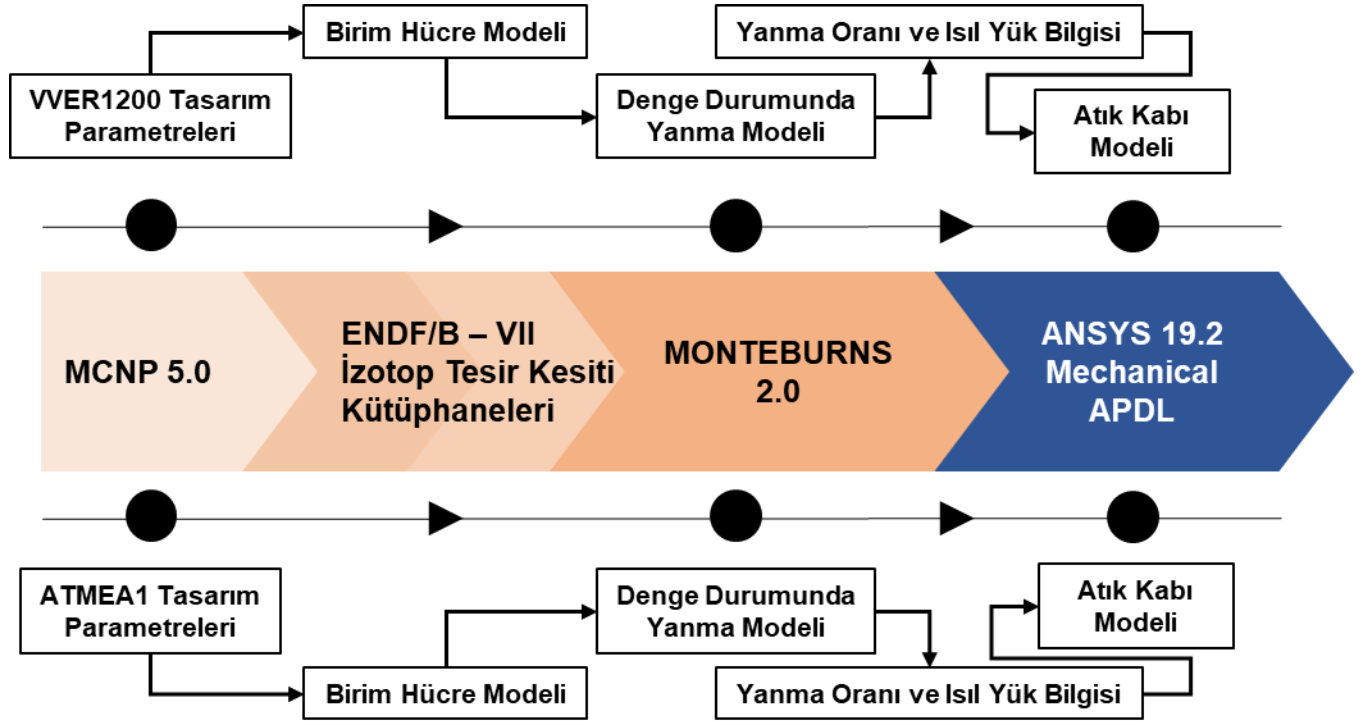 Birim Hücre Modeli
Yanma Oranı ve Isıl Yük Bilgisi
VVER1200 Tasarım
Parametreleri
Denge Durumunda
Yanma Modeli
Atık Kabı
Modeli
MCNP 5.0
ENDF/B – VII
İzotop Tesir Kesiti
Kütüphaneleri
MONTEBURNS
2.0
ANSYS 19.2
Mechanical
APDL
ATMEA1 Tasarım
Parametreleri
Denge Durumunda
Yanma Modeli
Atık Kabı
Modeli
Birim Hücre Modeli
Yanma Oranı ve Isıl Yük Bilgisi